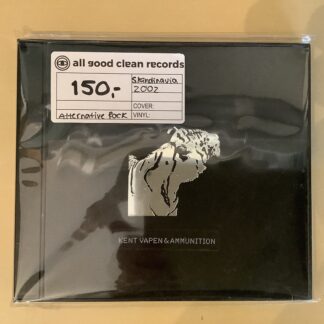 all good clean records
150,-
Skandinavia
2002
COVER:
Alternative Rock
VINYL:
KENT VAPEN & AMMUNITION